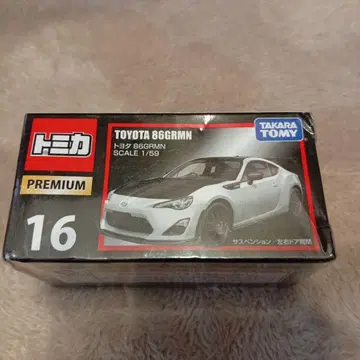 トミカ
PREMIUM
16
TOYOTA 86GRMN
トヨタ 86GRMN
SCALE 1/59
TAKARA
TOMY
サスペンション/左右ドア開閉